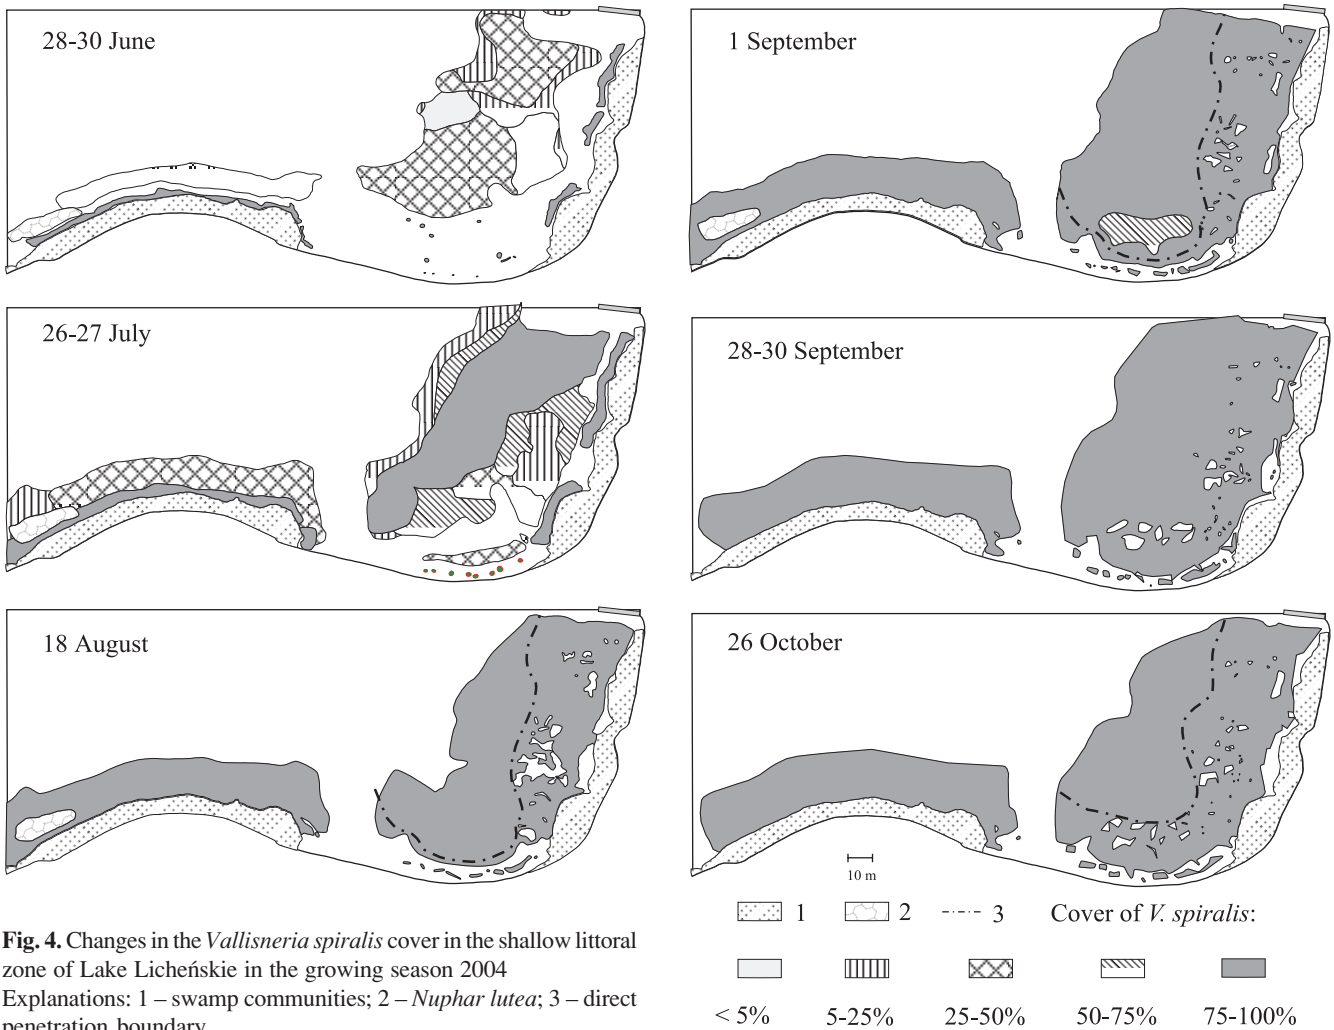 28-30 June
1 September
26-27 July
28-30 September
18 August
26 October
10 m
1
2
3
Cover of V. spiralis:
< 5%
5-25%
25-50%
50-75%
75-100%
Fig. 4. Changes in the Vallisneria spiralis cover in the shallow littoral
zone of Lake Licheńskie in the growing season 2004
Explanations: 1 – swamp communities; 2 – Nuphar lutea; 3 – direct
penetration boundary